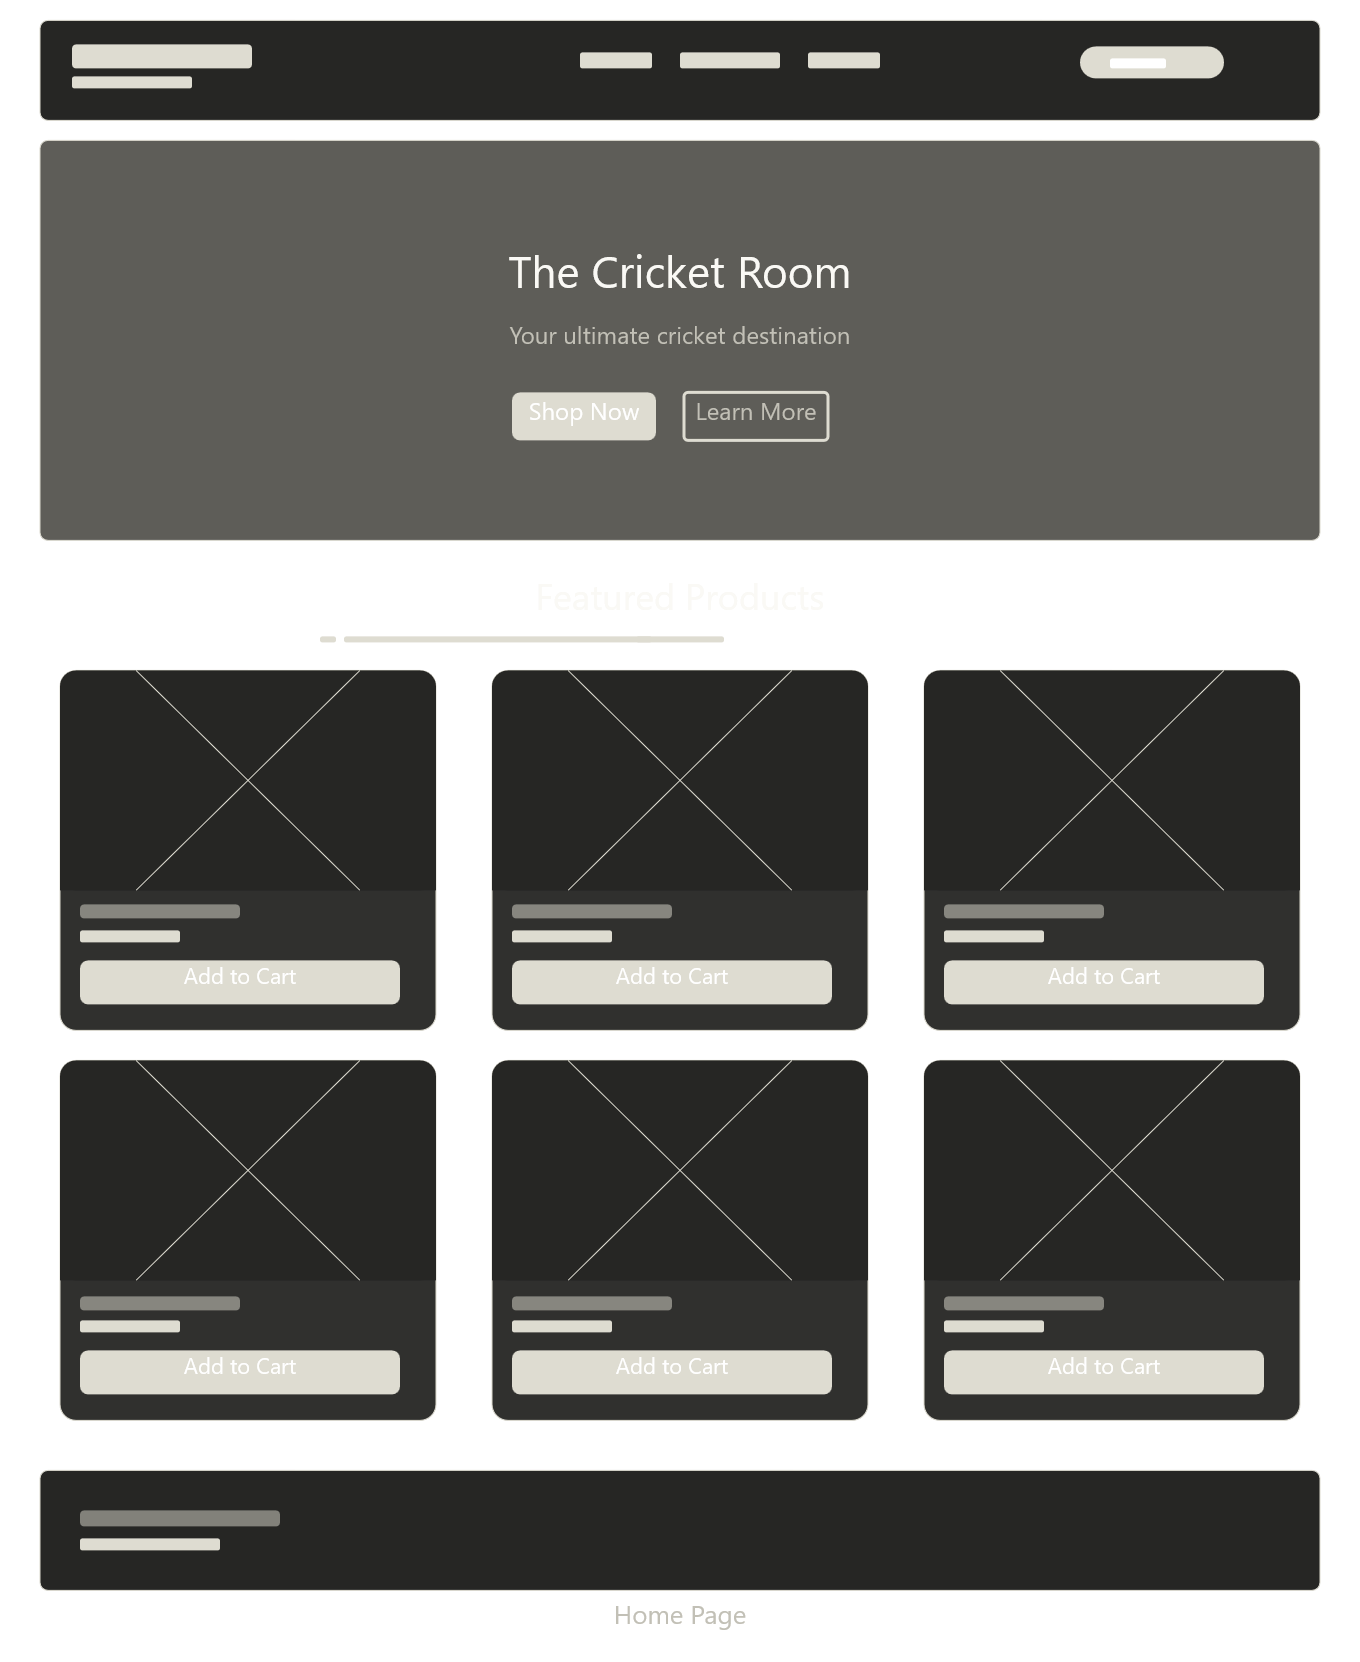 The Cricket Room
Your ultimate cricket destination
Shop Now
Learn More
Featured Products
Add to Cart
Add to Cart
Add to Cart
Add to Cart
Add to Cart
Add to Cart
Home Page